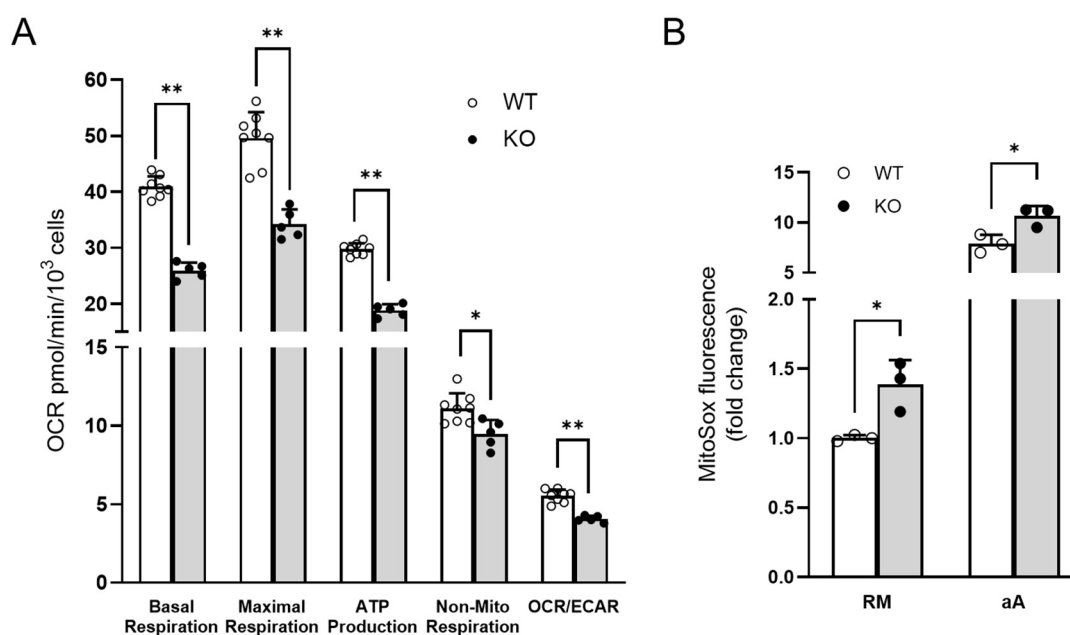 A
OCR pmol/min/10³ cells
60
50
40
30
20
15
10
5
0
**
**
**
*
**
WT
KO
Basal
Respiration
Maximal
Respiration
ATP
Production
Non-Mito
Respiration
OCR/ECAR
B
MitoSox fluorescence
(fold change)
15
10
5
2.0
1.5
1.0
0.5
0.0
WT
KO
*
*
RM
aA